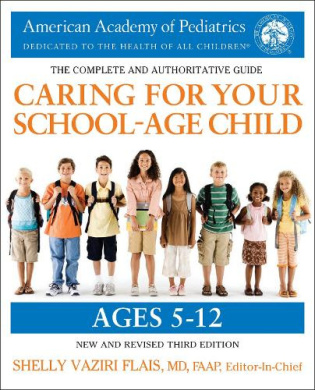 American Academy of Pediatrics
DEDICATED TO THE HEALTH OF ALL CHILDREN®
THE COMPLETE AND AUTHORITATIVE GUIDE
CARING FOR YOUR
SCHOOL-AGE CHILD
AGES 5-12
NEW AND REVISED THIRD EDITION
SHELLY VAZIRI FLAIS, MD, FAAP, Editor-In-Chief